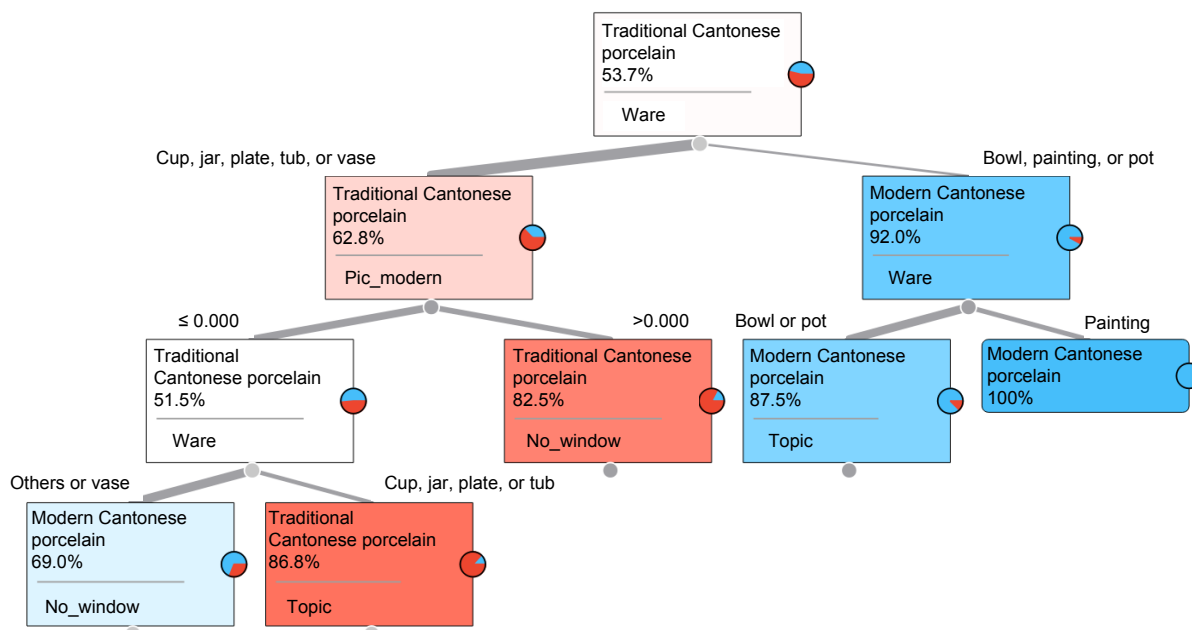 Traditional Cantonese
porcelain
53.7%
Ware
Cup, jar, plate, tub, or vase
Bowl, painting, or pot
Traditional Cantonese
porcelain
62.8%
Pic_modern
Modern Cantonese
porcelain
92.0%
Ware
≤ 0.000
>0.000
Bowl or pot
Painting
Traditional
Cantonese porcelain
51.5%
Ware
Traditional Cantonese
porcelain
82.5%
No_window
Modern Cantonese
porcelain
87.5%
Topic
Modern Cantonese
porcelain
100%
Others or vase
Cup, jar, plate, or tub
Modern Cantonese
porcelain
69.0%
No_window
Traditional
Cantonese porcelain
86.8%
Topic